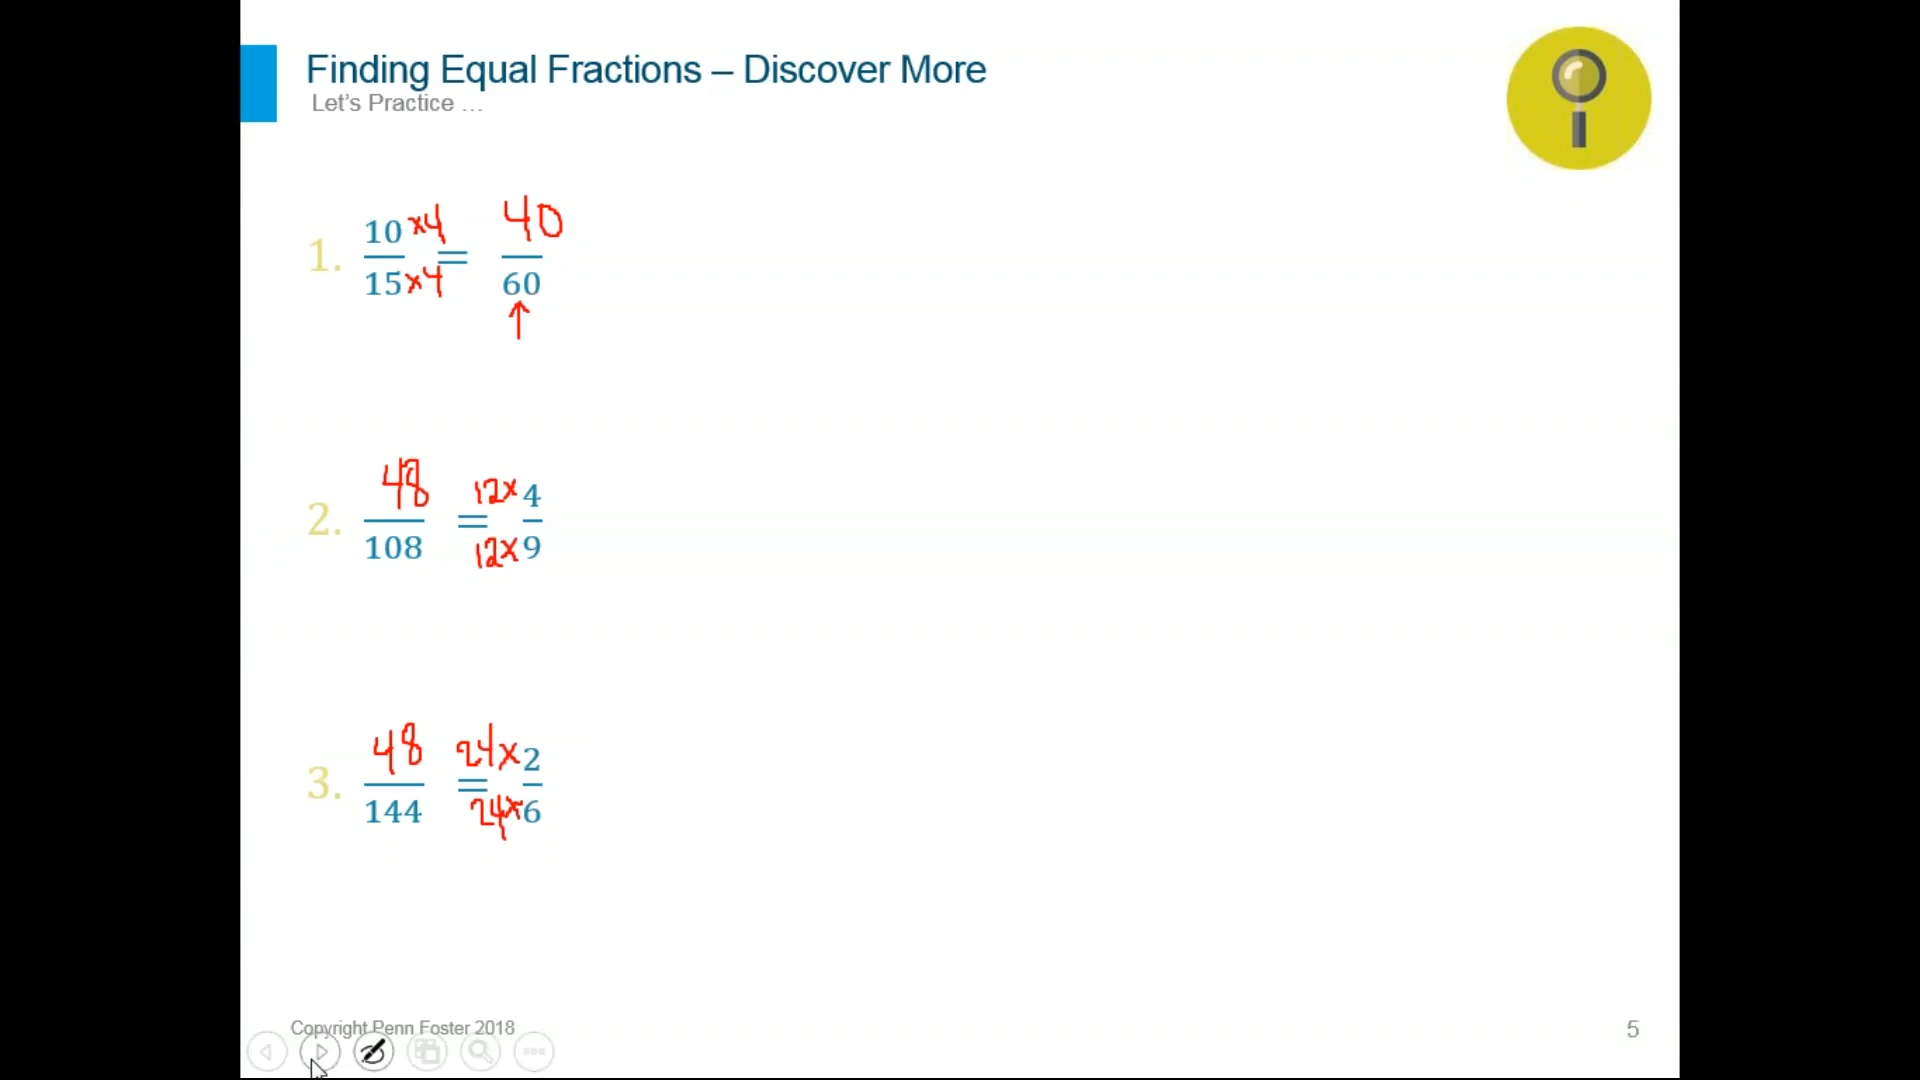 Finding Equal Fractions – Discover More
Let's Practice ...
1. 10 ×4 = 40
15 ×4 60
↑
2. 48 = 12× 4
108 12× 9
3. 48 = 24× 2
144 24× 6
Copyright Penn Foster 2018
5